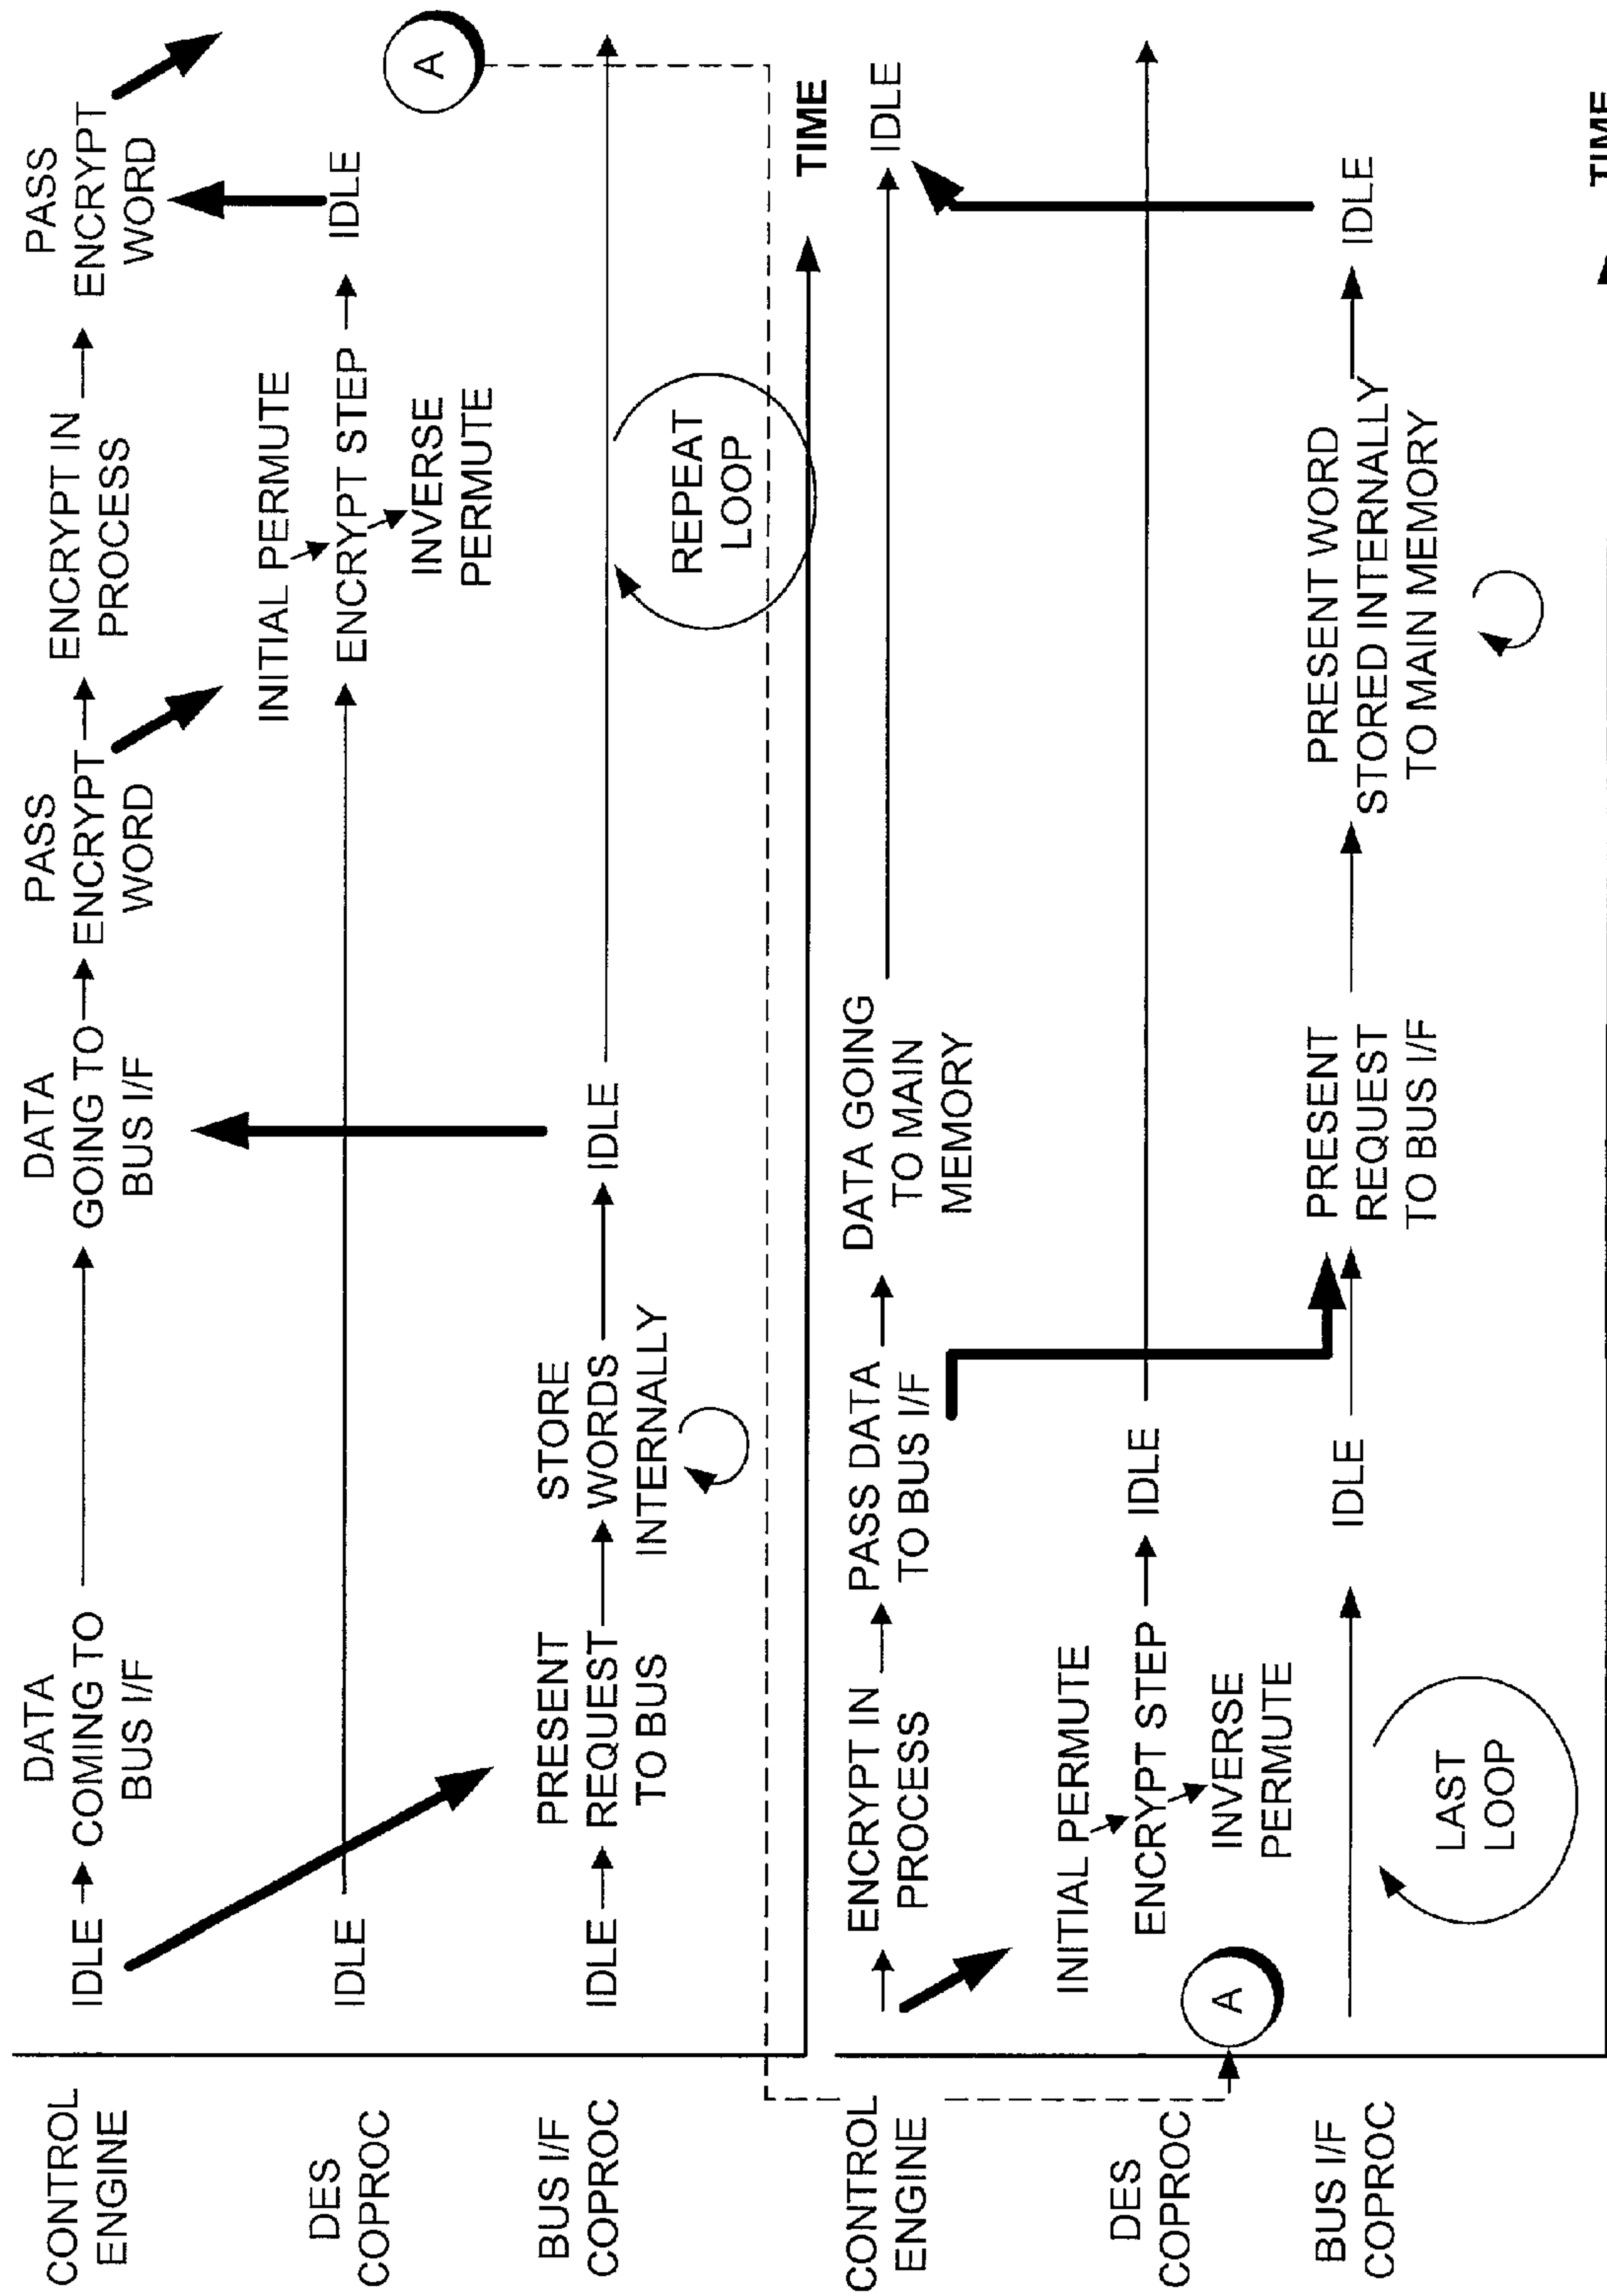 CONTROL
ENGINE
IDLE
DATA
COMING TO
BUS I/F
DATA
GOING TO
BUS I/F
PASS
ENCRYPT
WORD
ENCRYPT IN
PROCESS
PASS
ENCRYPT
WORD
DES
COPROC
IDLE
INITIAL PERMUTE
ENCRYPT STEP
INVERSE
PERMUTE
IDLE
A
BUS I/F
COPROC
IDLE
PRESENT
REQUEST
TO BUS
STORE
WORDS
INTERNALLY
IDLE
REPEAT
LOOP
TIME
CONTROL
ENGINE
ENCRYPT IN
PROCESS
PASS DATA
TO BUS I/F
DATA GOING
TO MAIN
MEMORY
IDLE
DES
COPROC
A
INITIAL PERMUTE
ENCRYPT STEP
INVERSE
PERMUTE
IDLE
BUS I/F
COPROC
LAST
LOOP
IDLE
PRESENT
REQUEST
TO BUS I/F
PRESENT WORD
STORED INTERNALLY
TO MAIN MEMORY
IDLE
TIME